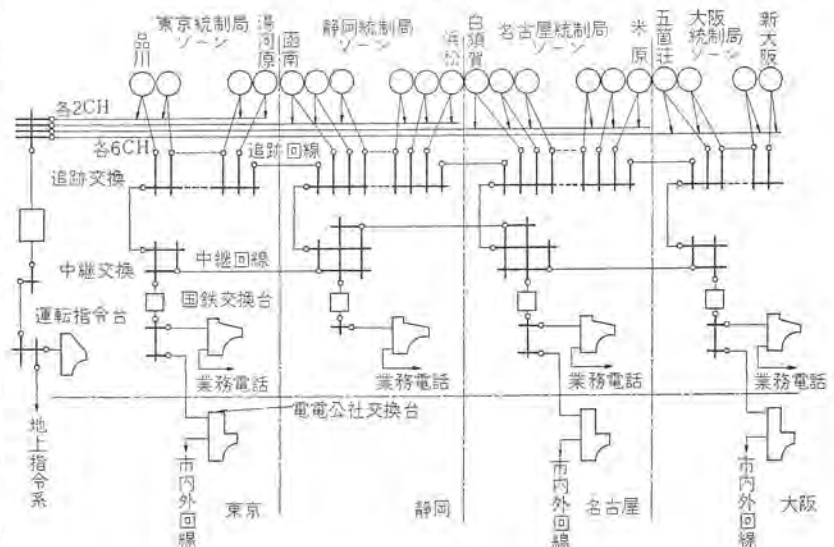 品川
東京統制局
ゾーン
湯河原
函南
静岡統制局
ゾーン
浜松
白須賀
名古屋統制局
ゾーン
米原
五箇荘
大阪
統制局
ゾーン
新大阪
各2CH
各6CH
追跡回線
追跡交換
中継交換
中継回線
国鉄交換台
運転指令台
業務電話
業務電話
業務電話
業務電話
電電公社交換台
地上指令系
市内外回線
東京
静岡
市内外回線
名古屋
市内外回線
大阪